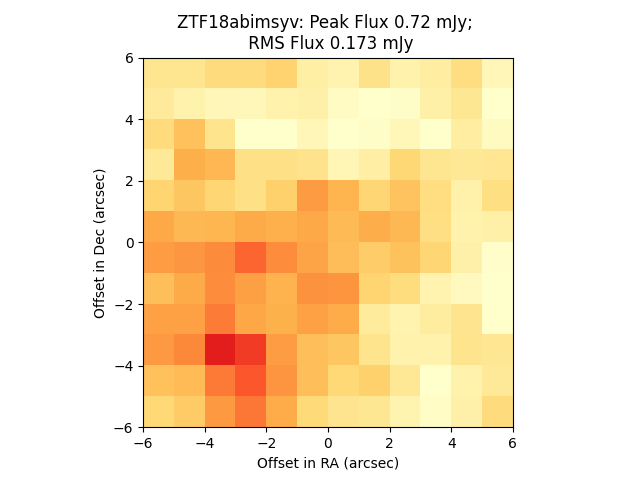 ZTF18abimsyv: Peak Flux 0.72 mJy;
RMS Flux 0.173 mJy
6
4
2
0
−2
−4
−6
Offset in Dec (arcsec)
−6 −4 −2 0 2 4 6
Offset in RA (arcsec)